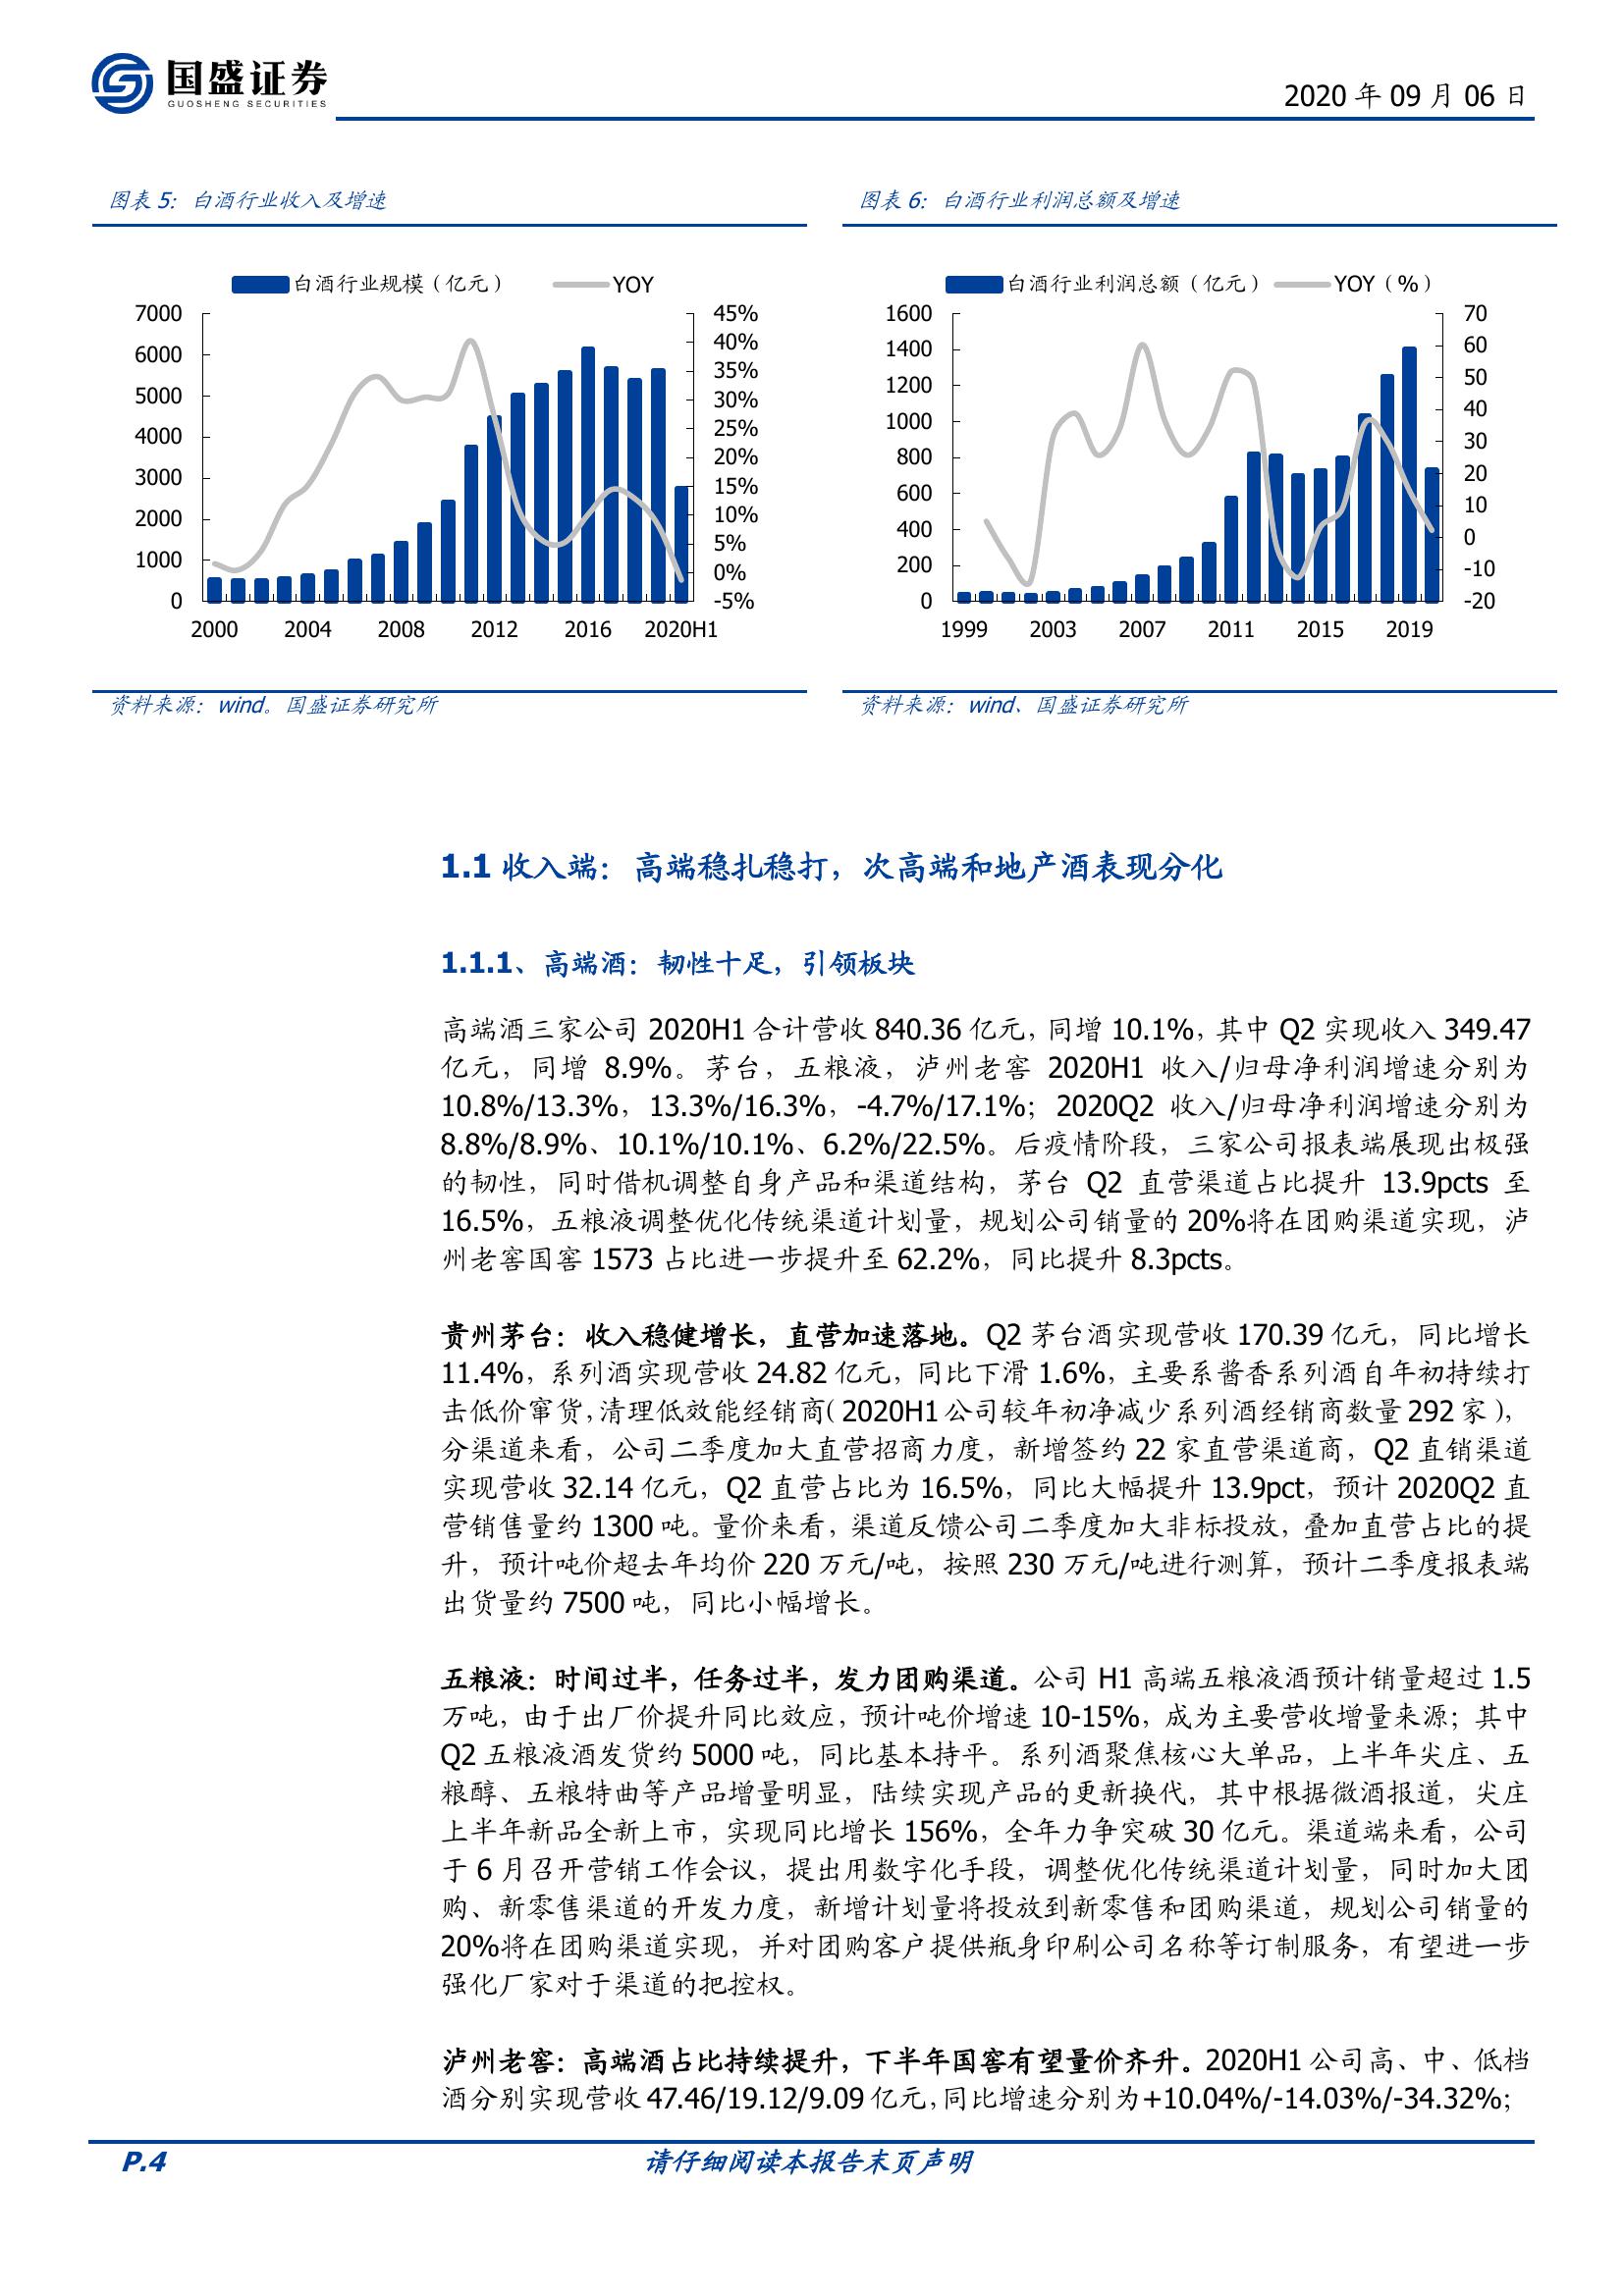 国盛证券
GUOSHENG SECURITIES
2020 年 09 月 06 日
图表 5：白酒行业收入及增速
白酒行业规模（亿元）
YOY
7000
6000
5000
4000
3000
2000
1000
0
45%
40%
35%
30%
25%
20%
15%
10%
5%
0%
-5%
2000 2004 2008 2012 2016 2020H1
资料来源：wind。国盛证券研究所
图表 6：白酒行业利润总额及增速
白酒行业利润总额（亿元）
YOY（%）
1600
1400
1200
1000
800
600
400
200
0
70
60
50
40
30
20
10
0
-10
-20
1999 2003 2007 2011 2015 2019
资料来源：wind、国盛证券研究所
1.1 收入端：高端稳扎稳打，次高端和地产酒表现分化
1.1.1、高端酒：韧性十足，引领板块
高端酒三家公司 2020H1 合计营收 840.36 亿元，同增 10.1%，其中 Q2 实现收入 349.47
亿元，同增 8.9%。茅台，五粮液，泸州老窖 2020H1 收入/归母净利润增速分别为
10.8%/13.3%，13.3%/16.3%，-4.7%/17.1%；2020Q2 收入/归母净利润增速分别为
8.8%/8.9%、10.1%/10.1%、6.2%/22.5%。后疫情阶段，三家公司报表端展现出极强
的韧性，同时借机调整自身产品和渠道结构，茅台 Q2 直营渠道占比提升 13.9pcts 至
16.5%，五粮液调整优化传统渠道计划量，规划公司销量的 20%将在团购渠道实现，泸
州老窖国窖 1573 占比进一步提升至 62.2%，同比提升 8.3pcts。
贵州茅台：收入稳健增长，直营加速落地。Q2 茅台酒实现营收 170.39 亿元，同比增长
11.4%，系列酒实现营收 24.82 亿元，同比下滑 1.6%，主要系酱香系列酒自年初持续打
击低价窜货，清理低效能经销商（2020H1 公司较年初净减少系列酒经销商数量 292 家），
分渠道来看，公司二季度加大直营招商力度，新增签约 22 家直营渠道商，Q2 直销渠道
实现营收 32.14 亿元，Q2 直营占比为 16.5%，同比大幅提升 13.9pct，预计 2020Q2 直
营销售量约 1300 吨。量价来看，渠道反馈公司二季度加大非标投放，叠加直营占比的提
升，预计吨价超去年均价 220 万元/吨，按照 230 万元/吨进行测算，预计二季度报表端
出货量约 7500 吨，同比小幅增长。
五粮液：时间过半，任务过半，发力团购渠道。公司 H1 高端五粮液酒预计销量超过 1.5
万吨，由于出厂价提升同比效应，预计吨价增速 10-15%，成为主要营收增量来源；其中
Q2 五粮液酒发货约 5000 吨，同比基本持平。系列酒聚焦核心大单品，上半年尖庄、五
粮醇、五粮特曲等产品增量明显，陆续实现产品的更新换代，其中根据微酒报道，尖庄
上半年新品全新上市，实现同比增长 156%，全年力争突破 30 亿元。渠道端来看，公司
于 6 月召开营销工作会议，提出用数字化手段，调整优化传统渠道计划量，同时加大团
购、新零售渠道的开发力度，新增计划量将投放到新零售和团购渠道，规划公司销量的
20%将在团购渠道实现，并对团购客户提供瓶身印刷公司名称等订制服务，有望进一步
强化厂家对于渠道的把控权。
泸州老窖：高端酒占比持续提升，下半年国窖有望量价齐升。2020H1 公司高、中、低档
酒分别实现营收 47.46/19.12/9.09 亿元，同比增速分别为+10.04%/-14.03%/-34.32%；
P.4
请仔细阅读本报告末页声明